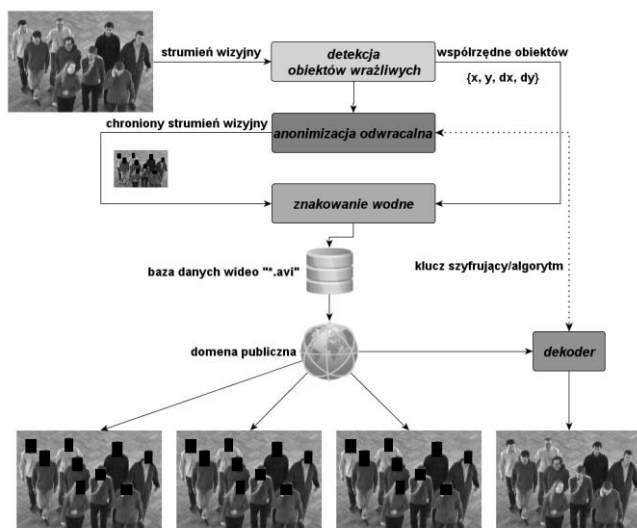 strumień wizyjny
detekcja
obiektów wrażliwych
współrzędne obiektów
{x, y, dx, dy}
chroniony strumień wizyjny
anonimizacja odwracalna
znakowanie wodne
baza danych wideo "*.avi"
klucz szyfrujący/algorytm
domena publiczna
dekoder